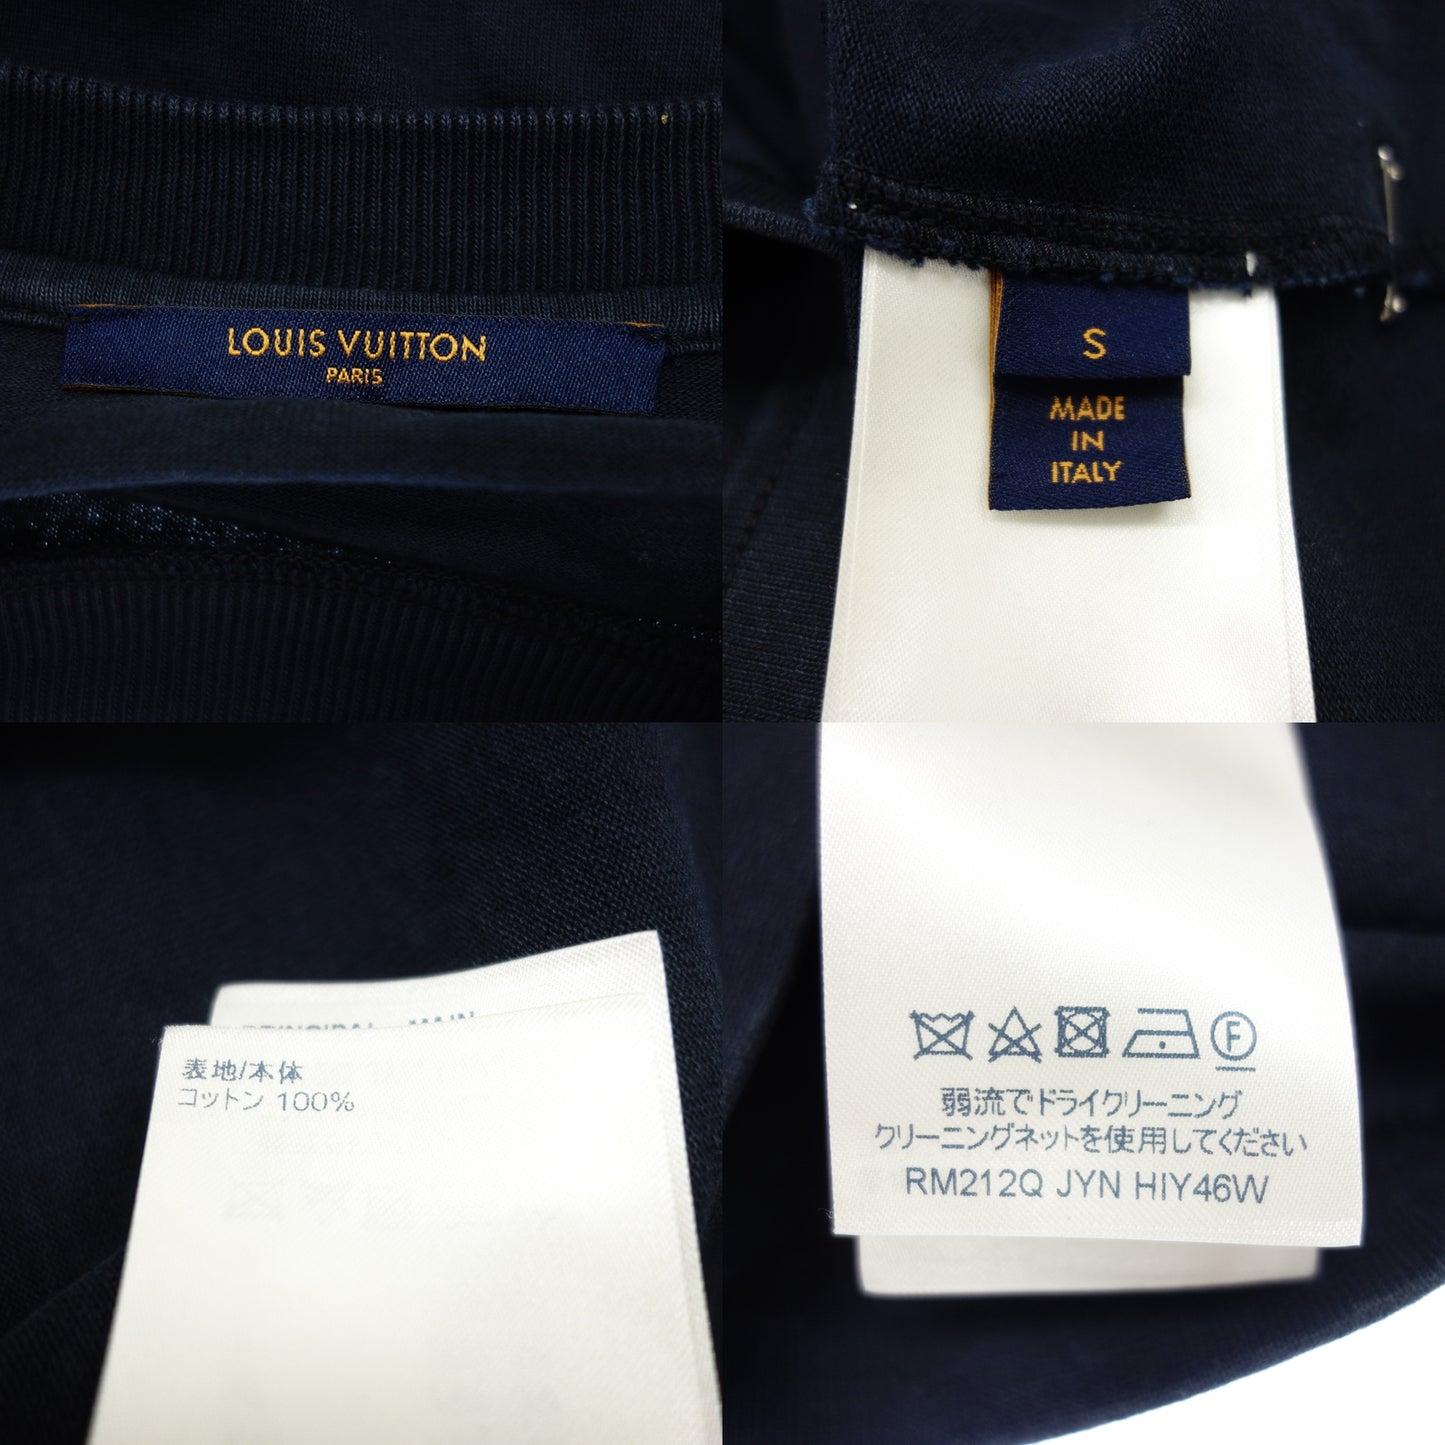 LOUIS VUITTON
PARIS
S
MADE
IN
ITALY
PRINCIPAL - MAIN
表地/本体
コットン 100%
F
弱流でドライクリーニング
クリーニングネットを使用してください
RM212Q JYN HIY46W